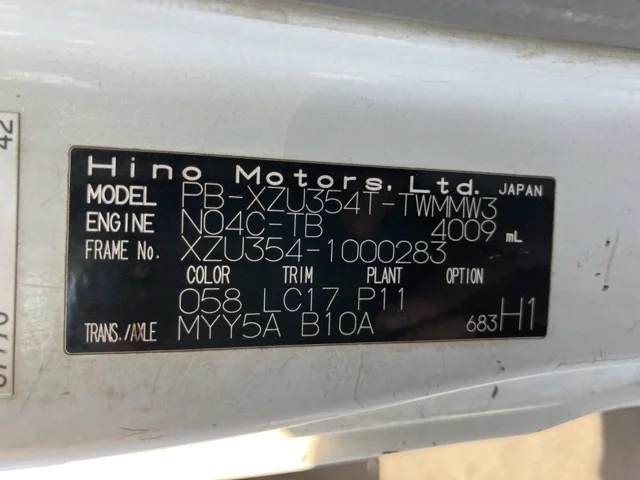 Hino Motors, Ltd. JAPAN
MODEL PB-XZU354T-TWMMW3
ENGINE N04C-TB 4009 mL
FRAME No. XZU354-1000283
COLOR TRIM PLANT OPTION
058 LC17 P11
TRANS./AXLE MYY5A B10A 683H1
42